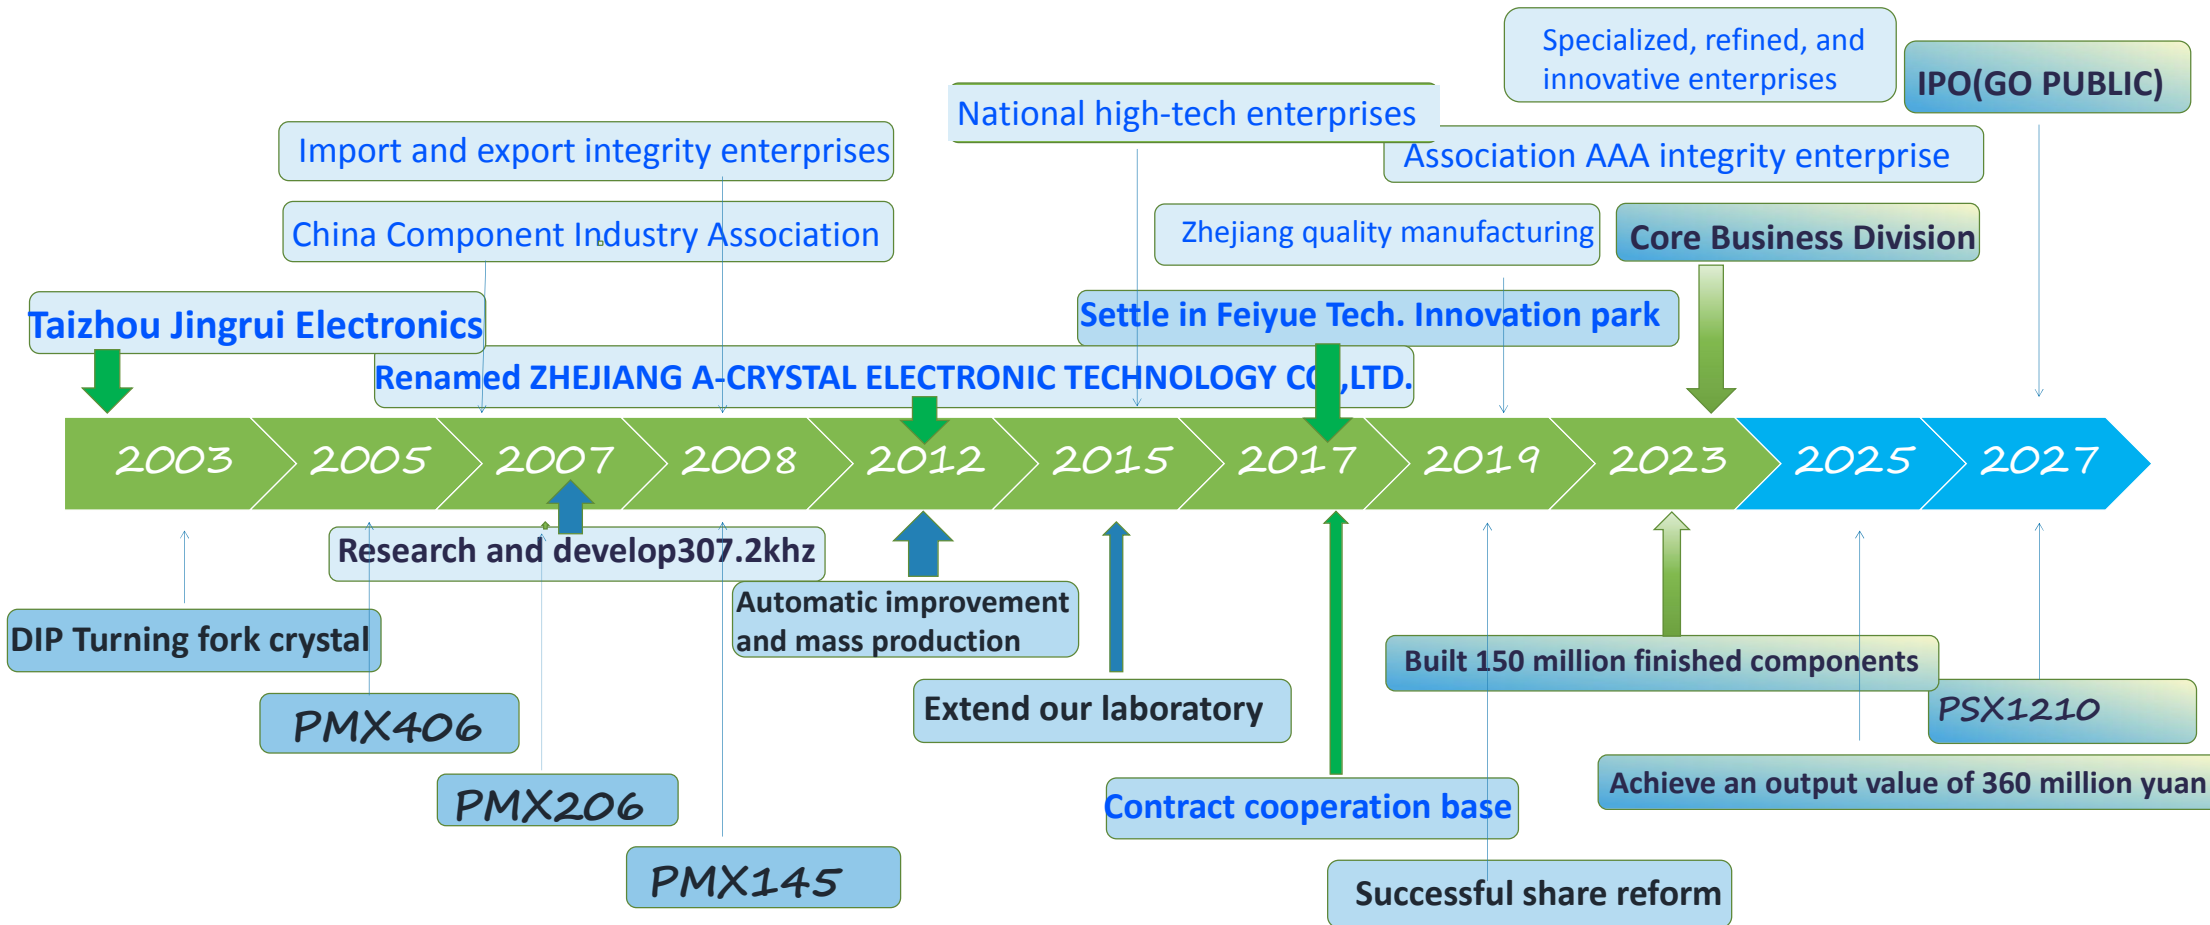 Specialized, refined, and
innovative enterprises
IPO(GO PUBLIC)
National high-tech enterprises
Import and export integrity enterprises
Association AAA integrity enterprise
China Component Industry Association
Zhejiang quality manufacturing
Core Business Division
Taizhou Jingrui Electronics
Settle in Feiyue Tech. Innovation park
Renamed ZHEJIANG A-CRYSTAL ELECTRONIC TECHNOLOGY CO.,LTD.
2003 2005 2007 2008 2012 2015 2017 2019 2023 2025 2027
Research and develop307.2khz
Automatic improvement
and mass production
DIP Turning fork crystal
Built 150 million finished components
PMX406
Extend our laboratory
PSX1210
Achieve an output value of 360 million yuan
PMX206
Contract cooperation base
PMX145
Successful share reform